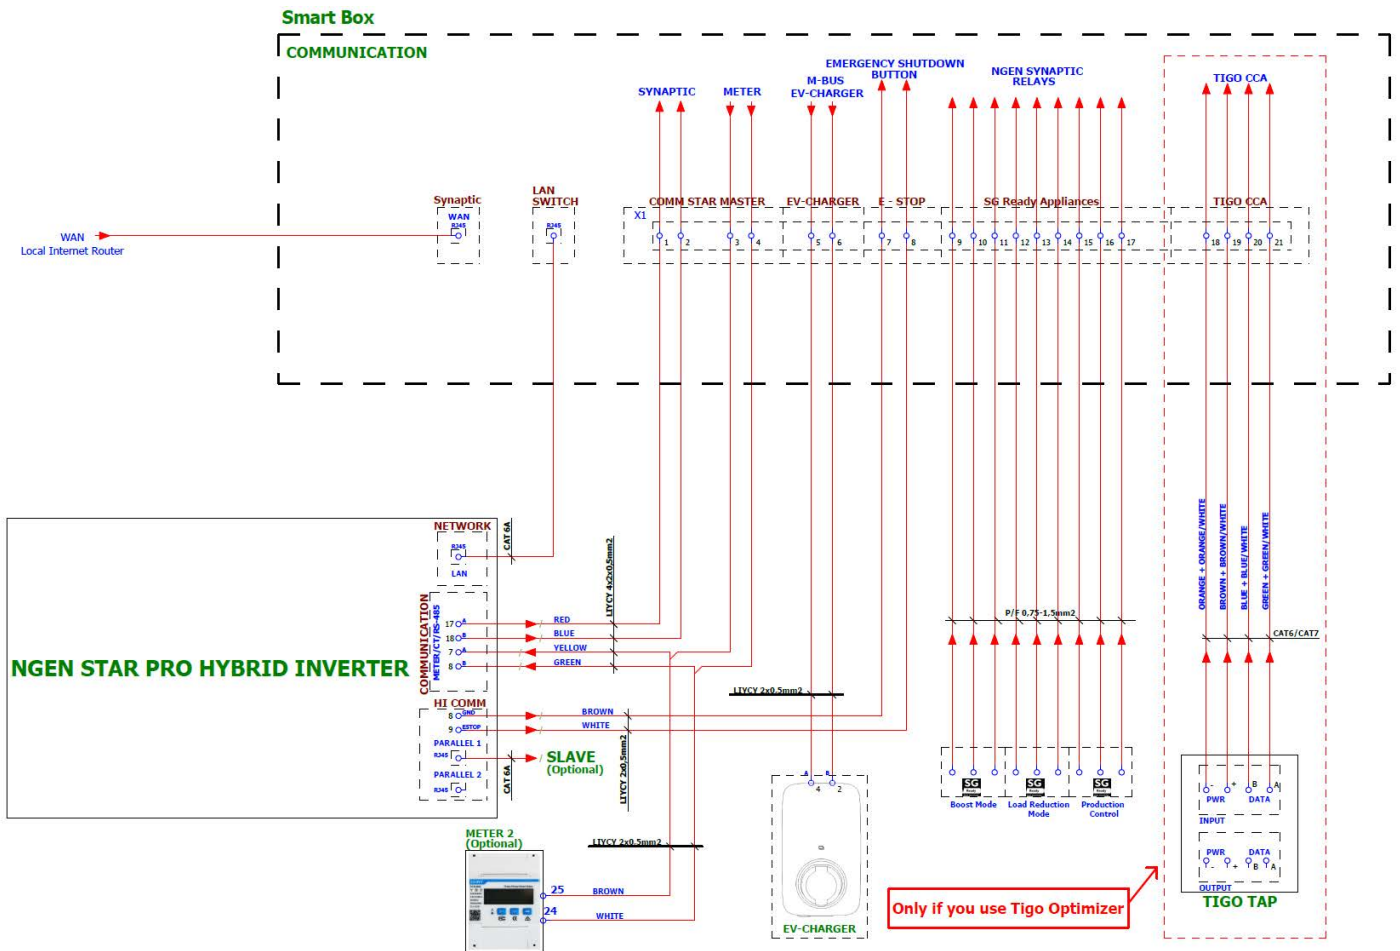 Smart Box
COMMUNICATION
EMERGENCY SHUTDOWN
BUTTON
SYNAPTIC
METER
M-BUS
EV-CHARGER
NGEN SYNAPTIC
RELAYS
TIGO CCA
Synaptic
LAN
SWITCH
COMM STAR MASTER
EV-CHARGER
E - STOP
SG Ready Appliances
TIGO CCA
WAN
RJ45
RJ45
X1
1 2 3 4 5 6 7 8 9 10 11 12 13 14 15 16 17 18 19 20 21
WAN
Local Internet Router
NGEN STAR PRO HYBRID INVERTER
NETWORK
RJ45
LAN
CAT 6A
COMMUNICATION
METER/CT/RS-485
17 A RED
18 B BLUE
7 A YELLOW
8 B GREEN
LIYCY 4x2x0,5mm2
HI COMM
8 GND BROWN
9 ESTOP WHITE
LIYCY 2x0,5mm2
PARALLEL 1
RJ45
PARALLEL 2
RJ45
CAT 6A
SLAVE
(Optional)
METER 2
(Optional)
LIYCY 2x0.5mm2
25 BROWN
24 WHITE
LIYCY 2x0.5mm2
A B
4 2
EV-CHARGER
P/F 0,75-1,5mm2
SG
Ready
SG
Ready
SG
Ready
Boost Mode
Load Reduction
Mode
Production
Control
ORANGE + ORANGE/WHITE
BROWN + BROWN/WHITE
BLUE + BLUE/WHITE
GREEN + GREEN/WHITE
CAT6/CAT7
- + B A
PWR DATA
INPUT
PWR DATA
- + B A
OUTPUT
TIGO TAP
Only if you use Tigo Optimizer